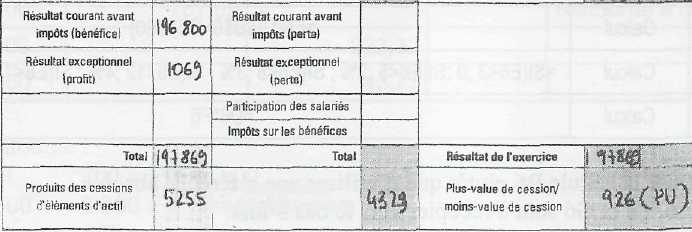 Résultat courant avant impôts (bénéfice) 196 800 Résultat courant avant impôts (perte)
Résultat exceptionnel (profit) 1069 Résultat exceptionnel (perte)
Participation des salariés
Impôts sur les bénéfices
Total 197869 Total Résultat de l'exercice 197869
Produits des cessions d'éléments d'actif 5255 4329 Plus-value de cession/ moins-value de cession 926 (PV)